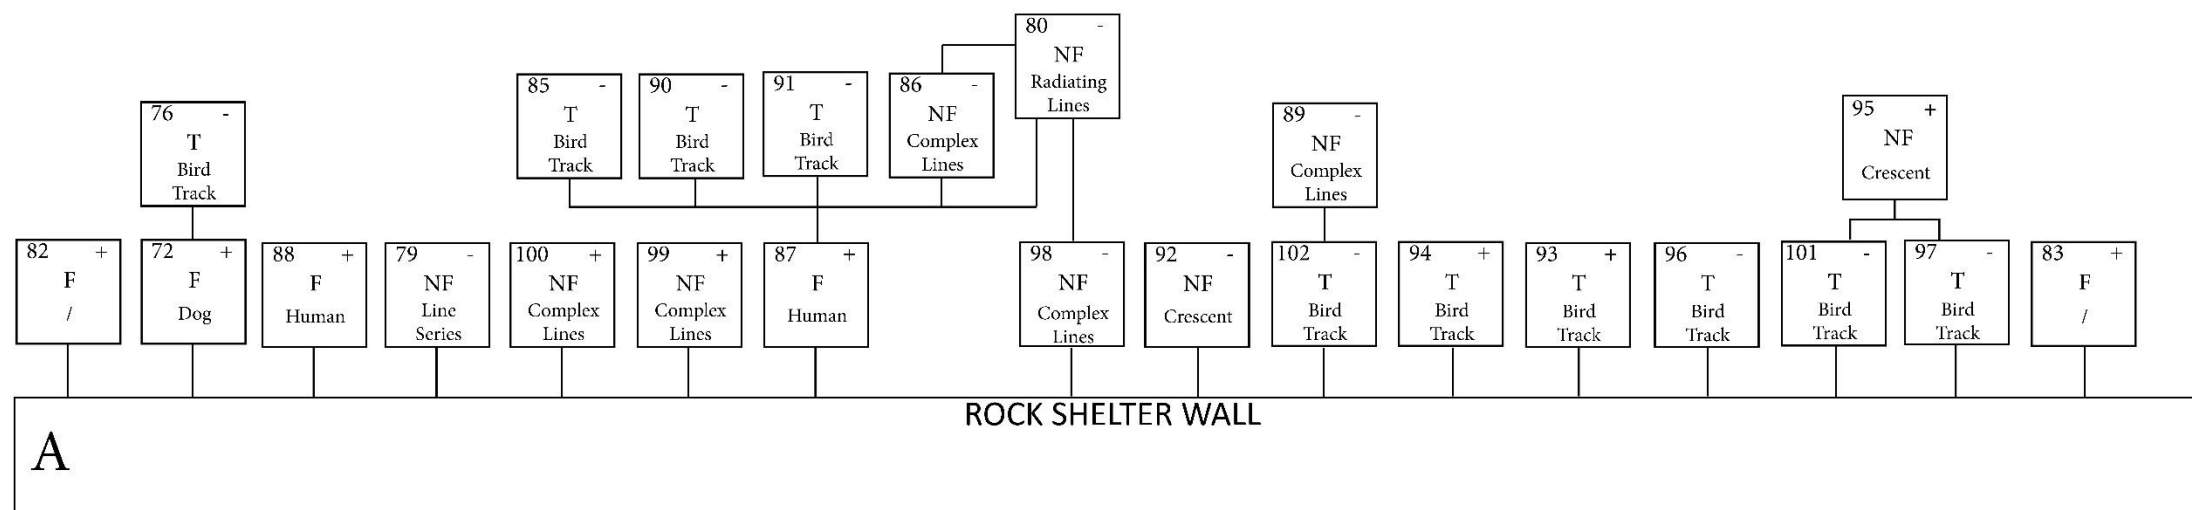 80 -
NF
Radiating
Lines
85 -
T
Bird
Track
90 -
T
Bird
Track
91 -
T
Bird
Track
86 -
NF
Complex
Lines
76 -
T
Bird
Track
89 -
NF
Complex
Lines
95 +
NF
Crescent
82 +
F
/
72 +
F
Dog
88 +
F
Human
79 -
NF
Line
Series
100 +
NF
Complex
Lines
99 +
NF
Complex
Lines
87 +
F
Human
98 -
NF
Complex
Lines
92 -
NF
Crescent
102 -
T
Bird
Track
94 +
T
Bird
Track
93 +
T
Bird
Track
96 -
T
Bird
Track
101 -
T
Bird
Track
97 -
T
Bird
Track
83 +
F
/
ROCK SHELTER WALL
A